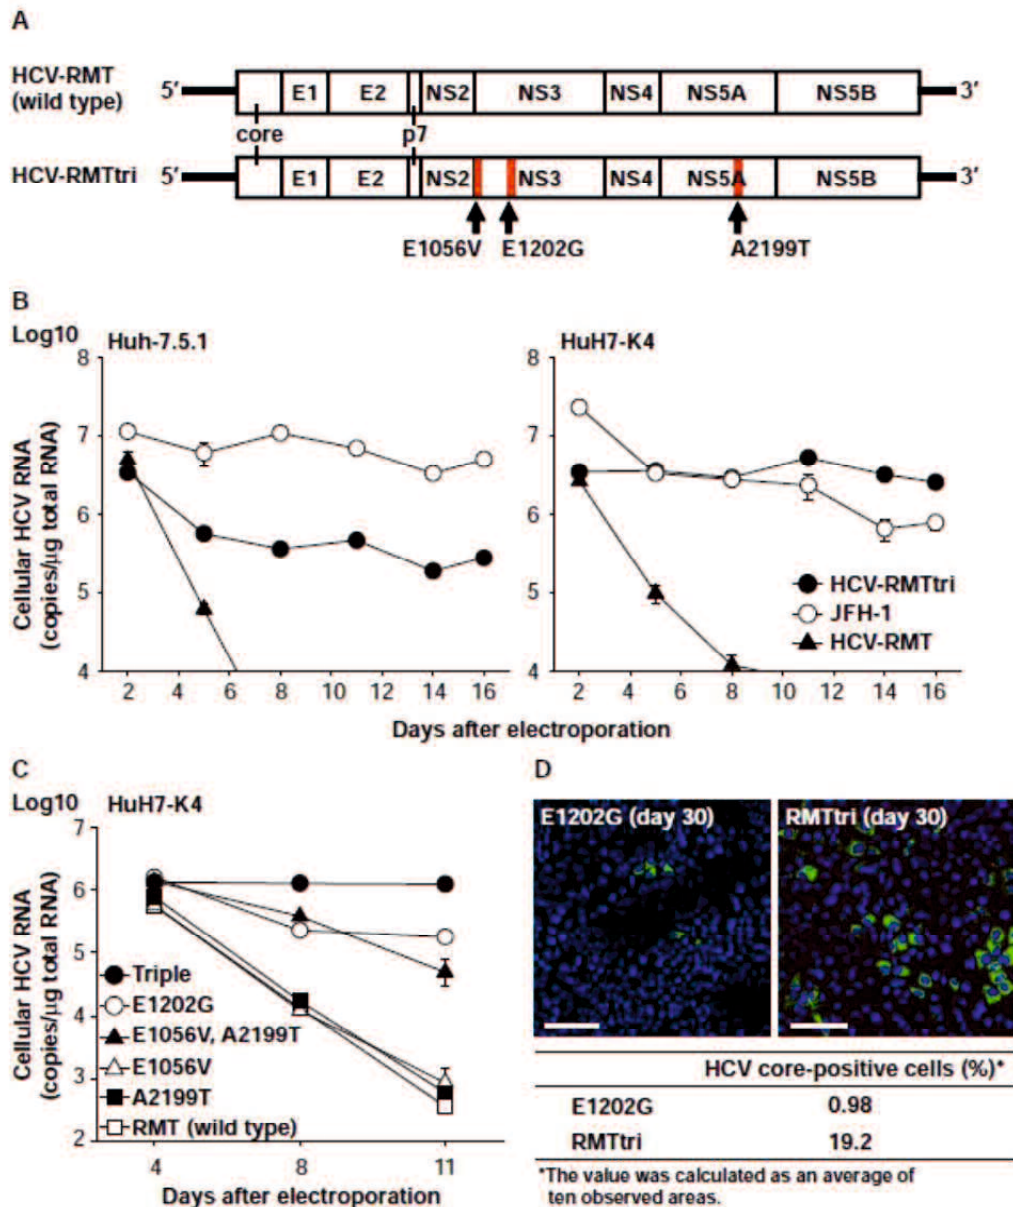 A
HCV-RMT
(wild type)
5′ E1 E2 NS2 NS3 NS4 NS5A NS5B 3′
core p7
HCV-RMTtri 5′ E1 E2 NS2 NS3 NS4 NS5A NS5B 3′
E1056V E1202G A2199T
B
Log10
Huh-7.5.1
Cellular HCV RNA
(copies/μg total RNA)
8
7
6
5
4
2 4 6 8 10 12 14 16
HuH7-K4
8
7
6
5
4
HCV-RMTtri
JFH-1
HCV-RMT
2 4 6 8 10 12 14 16
Days after electroporation
C
Log10
HuH7-K4
Cellular HCV RNA
(copies/μg total RNA)
7
6
5
4
3
2
Triple
E1202G
E1056V, A2199T
E1056V
A2199T
RMT (wild type)
4 8 11
Days after electroporation
D
E1202G (day 30)
RMTtri (day 30)
HCV core-positive cells (%)*
E1202G 0.98
RMTtri 19.2
*The value was calculated as an average of
ten observed areas.